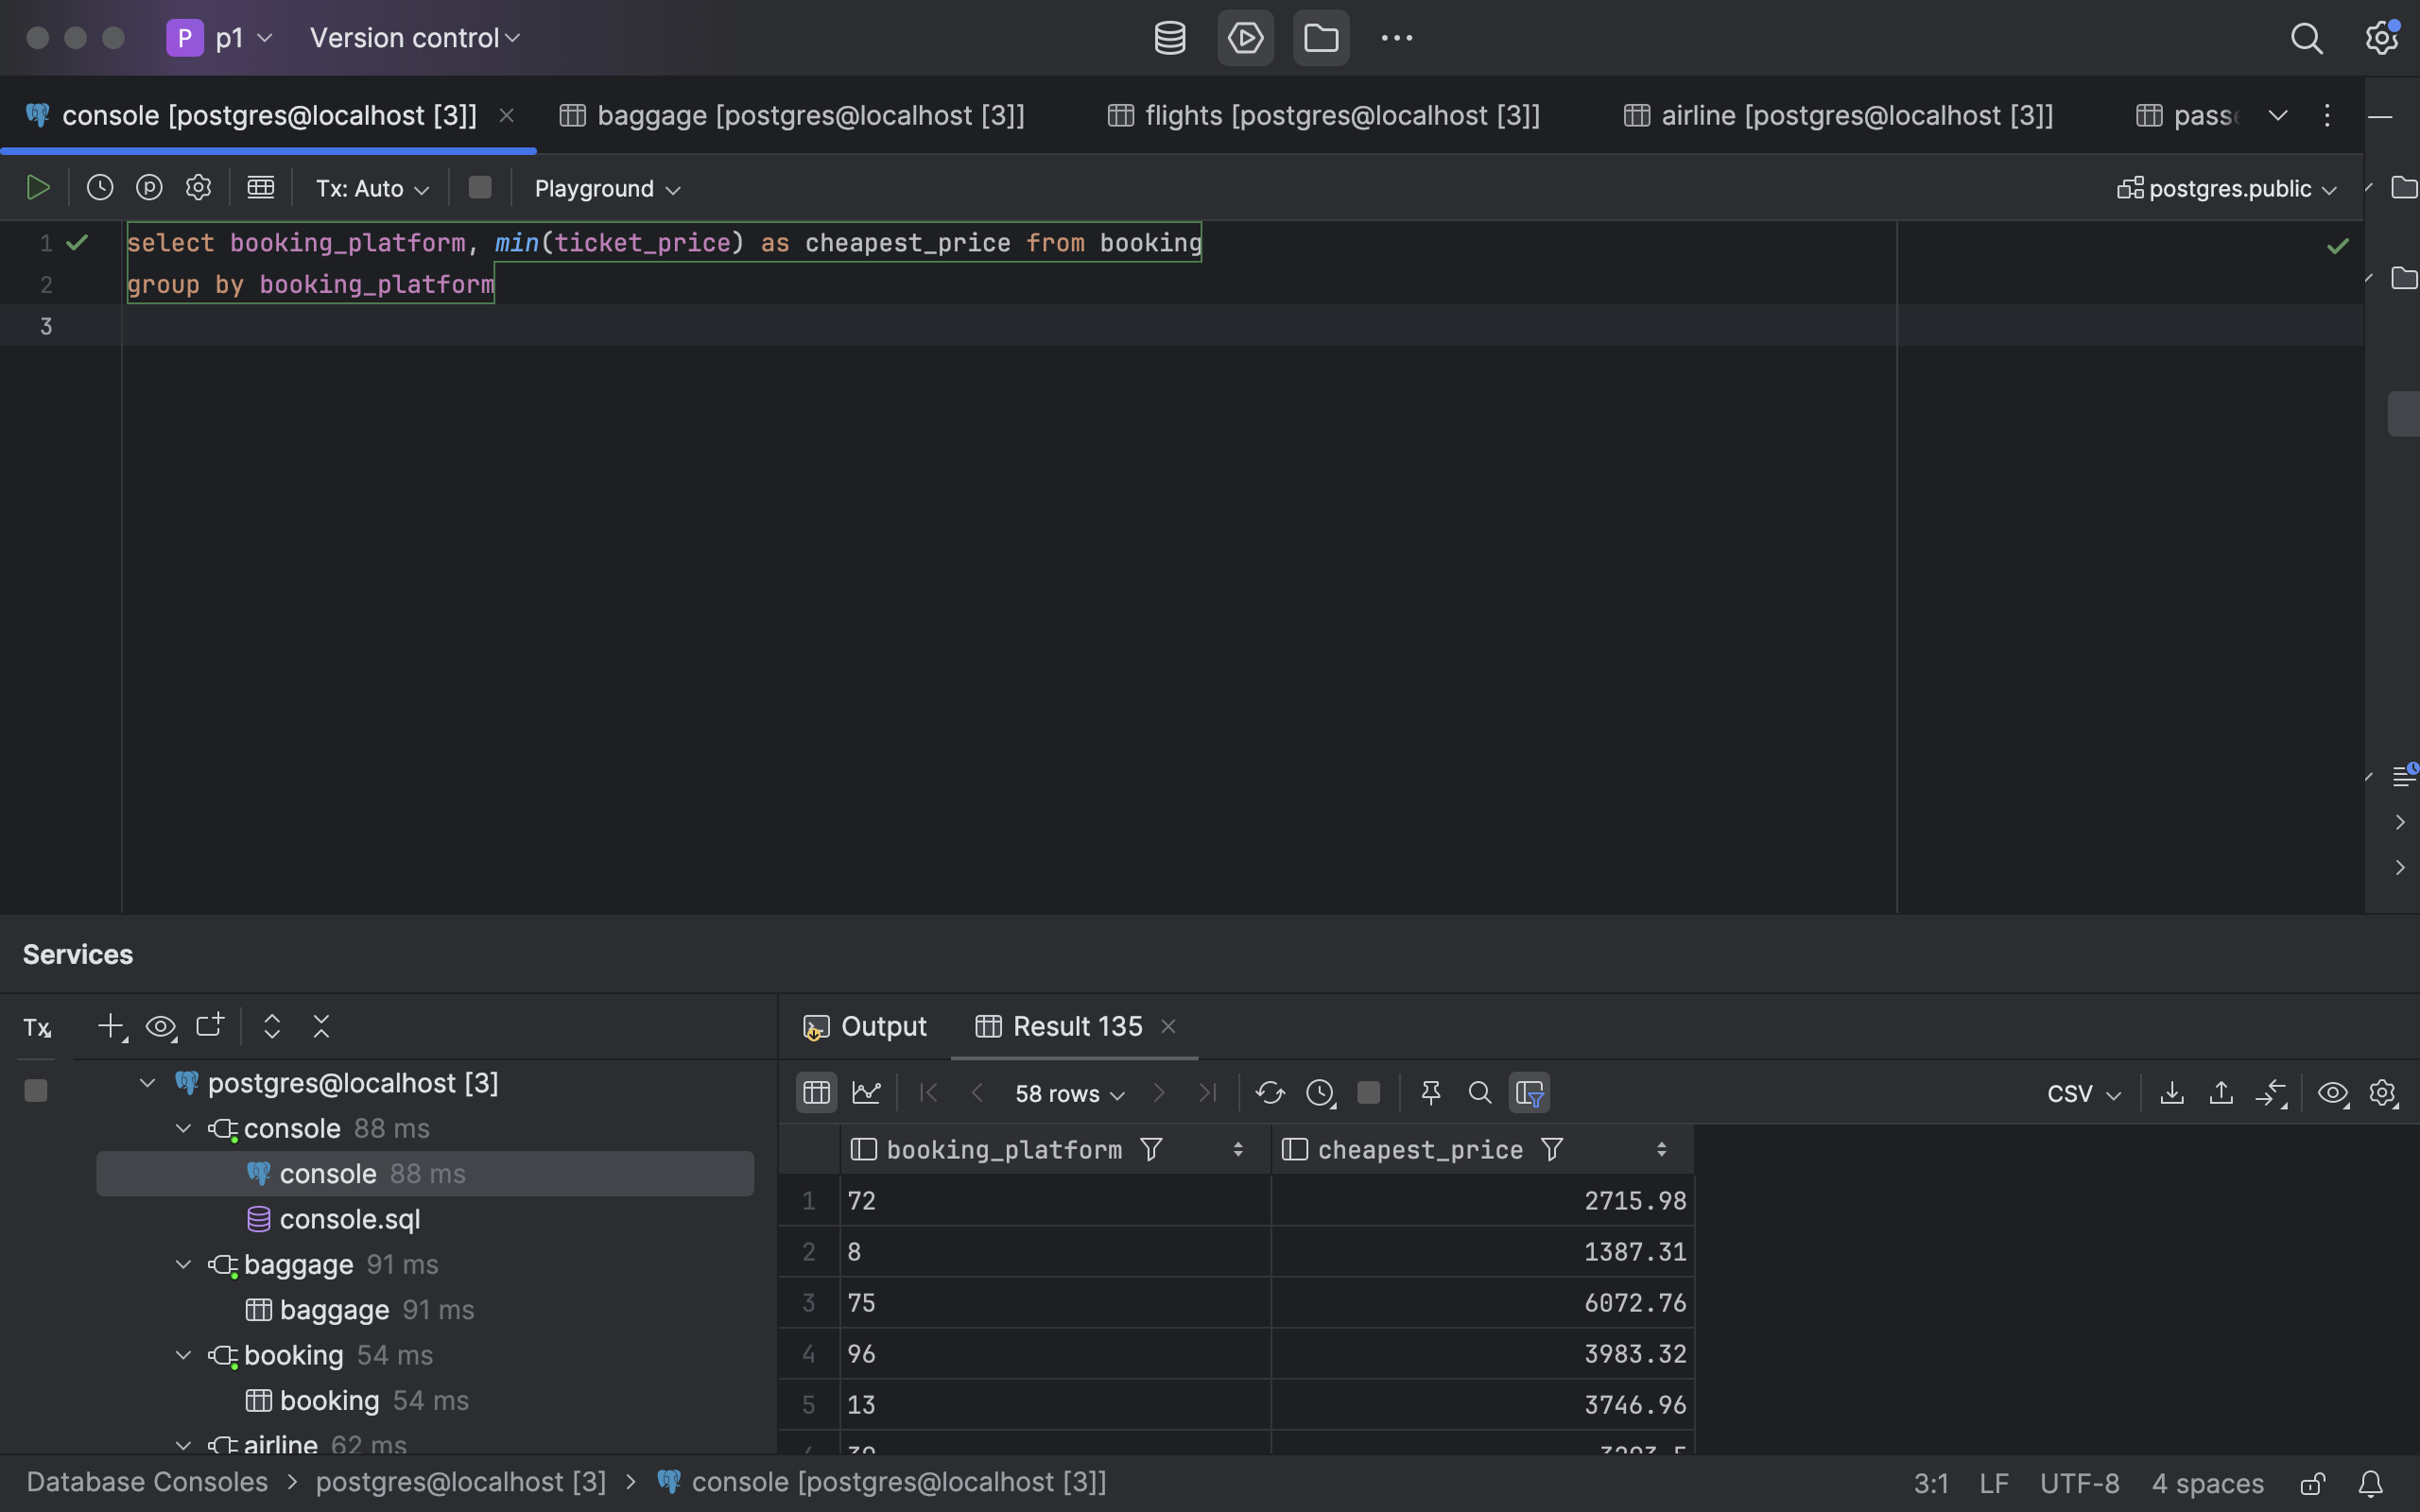 P p1 Version control
console [postgres@localhost [3]] baggage [postgres@localhost [3]] flights [postgres@localhost [3]] airline [postgres@localhost [3]]
Tx: Auto Playground postgres.public
1 select booking_platform, min(ticket_price) as cheapest_price from booking
2 group by booking_platform
3
Services
Tx Output Result 135
58 rows CSV
postgres@localhost [3]
console 88 ms
console 88 ms
console.sql
baggage 91 ms
baggage 91 ms
booking 54 ms
booking 54 ms
airline 62 ms
booking_platform cheapest_price
1 72 2715.98
2 8 1387.31
3 75 6072.76
4 96 3983.32
5 13 3746.96
Database Consoles > postgres@localhost [3] > console [postgres@localhost [3]] 3:1 LF UTF-8 4 spaces